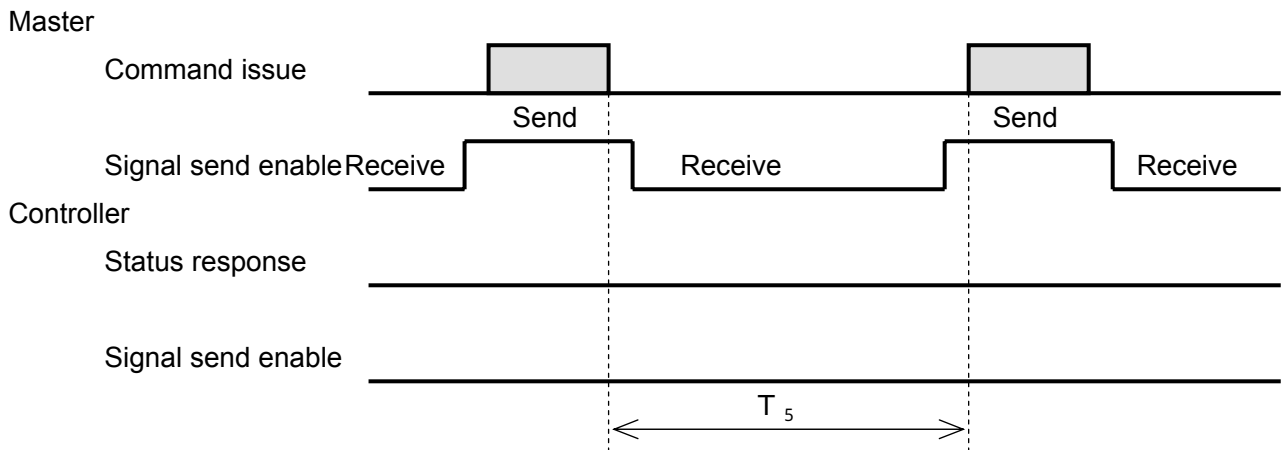 Master
Command issue
Send Send
Signal send enable Receive Receive Receive
Controller
Status response
Signal send enable
T 5